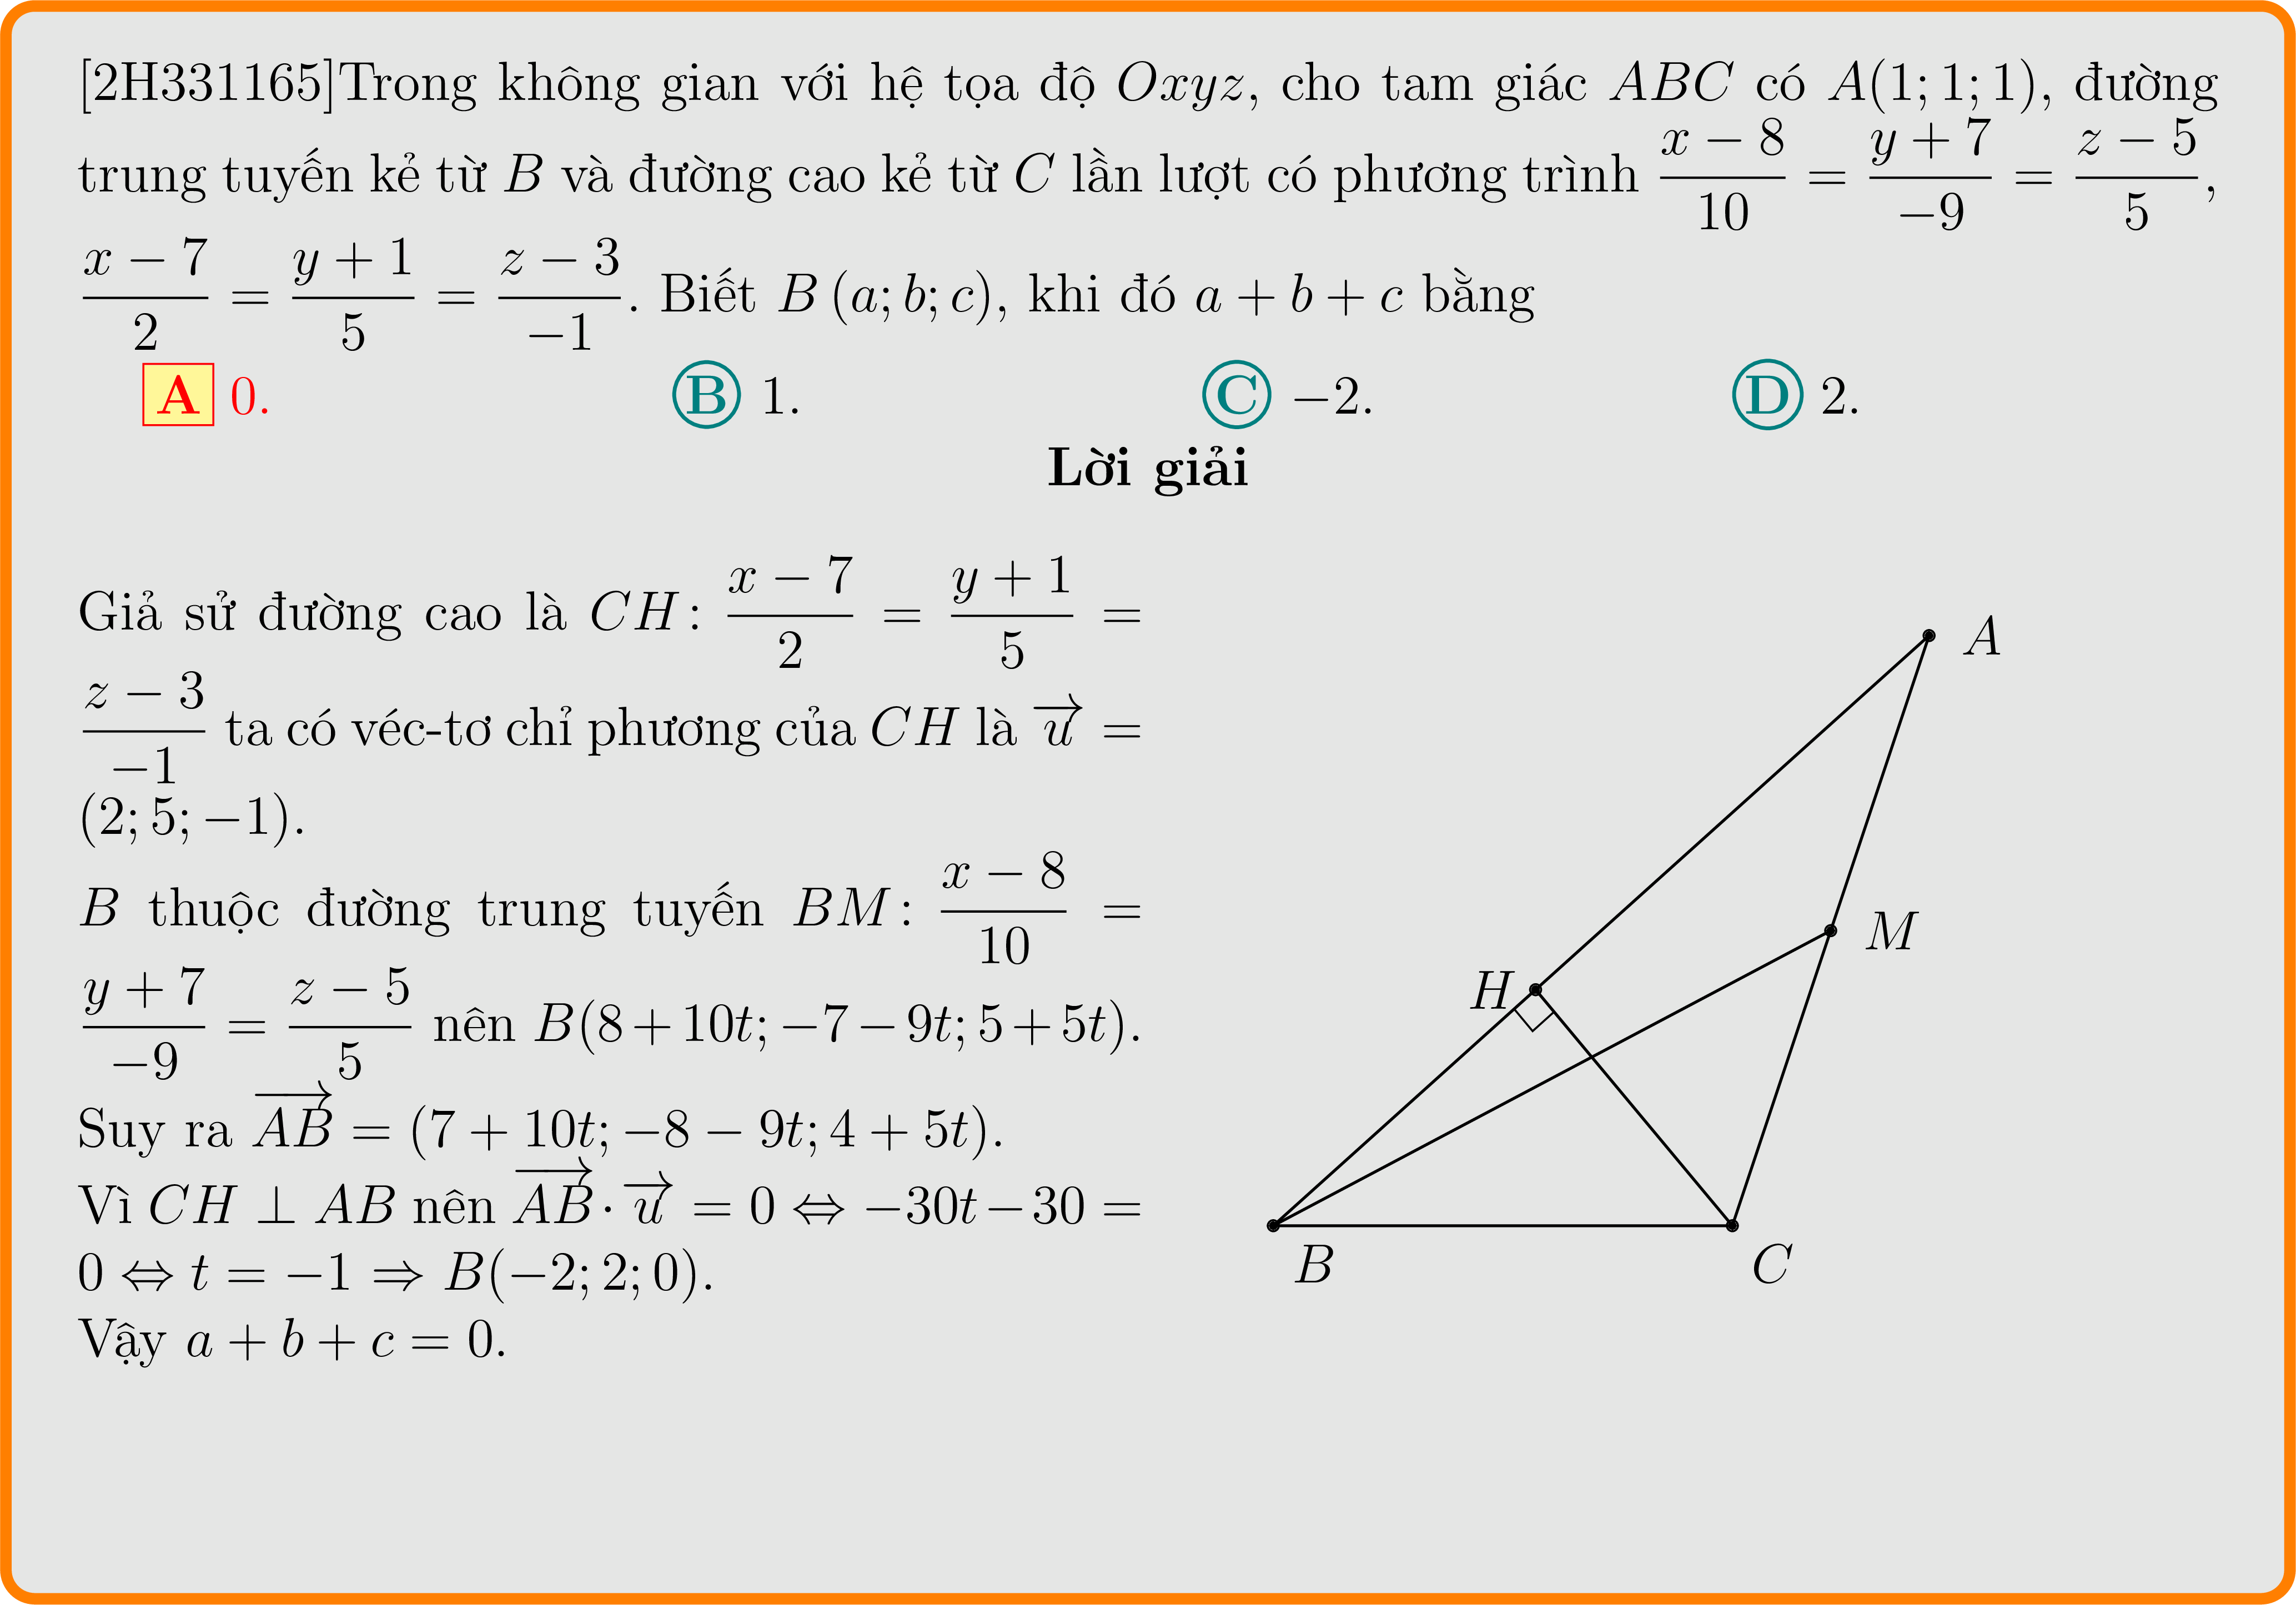 [2H331165]Trong không gian với hệ tọa độ Oxyz, cho tam giác ABC có A(1; 1; 1), đường
trung tuyến kẻ từ B và đường cao kẻ từ C lần lượt có phương trình \frac{x − 8}{10} = \frac{y + 7}{−9} = \frac{z − 5}{5},
\frac{x − 7}{2} = \frac{y + 1}{5} = \frac{z − 3}{−1}. Biết B (a; b; c), khi đó a + b + c bằng
A 0. B 1. C −2. D 2.
Lời giải
Giả sử đường cao là CH: \frac{x − 7}{2} = \frac{y + 1}{5} =
\frac{z − 3}{−1} ta có véc-tơ chỉ phương của CH là \overrightarrow{u} =
(2; 5; −1).
B thuộc đường trung tuyến BM: \frac{x − 8}{10} =
\frac{y + 7}{−9} = \frac{z − 5}{5} nên B(8 + 10t; −7 − 9t; 5 + 5t).
Suy ra \overrightarrow{AB} = (7 + 10t; −8 − 9t; 4 + 5t).
Vì CH ⊥ AB nên \overrightarrow{AB} · \overrightarrow{u} = 0 ⇔ −30t − 30 =
0 ⇔ t = −1 ⇒ B(−2; 2; 0).
Vậy a + b + c = 0.
A
M
H
B
C